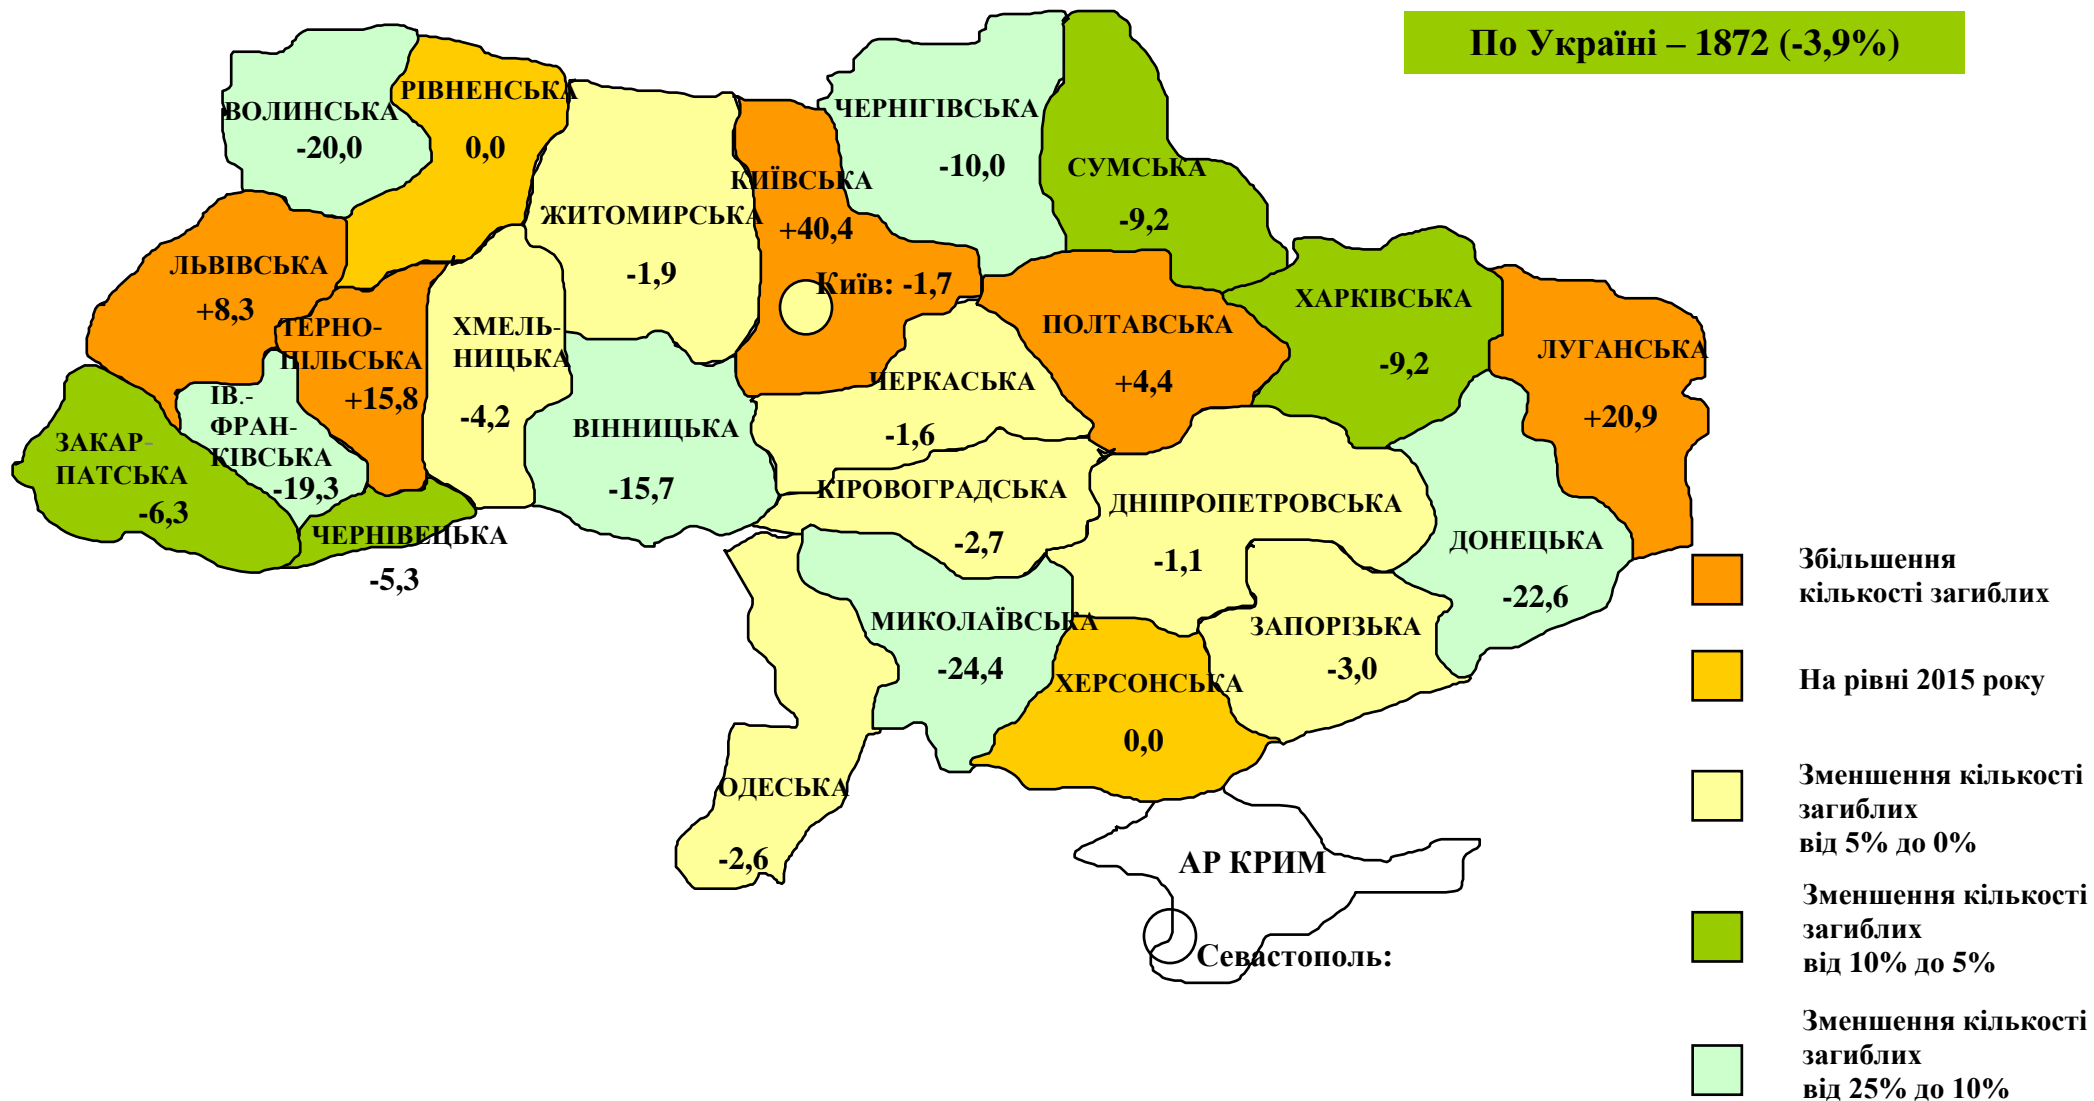 По Україні – 1872 (-3,9%)
ВОЛИНСЬКА
-20,0
РІВНЕНСЬКА
0,0
ЖИТОМИРСЬКА
-1,9
КИЇВСЬКА
+40,4
Київ: -1,7
ЧЕРНІГІВСЬКА
-10,0
СУМСЬКА
-9,2
ЛЬВІВСЬКА
+8,3
ТЕРНО-
ПІЛЬСЬКА
+15,8
ХМЕЛЬ-
НИЦЬКА
-4,2
ПОЛТАВСЬКА
+4,4
ХАРКІВСЬКА
-9,2
ЛУГАНСЬКА
+20,9
ЗАКАР-
ПАТСЬКА
-6,3
ІВ.-
ФРАН-
КІВСЬКА
-19,3
ЧЕРНІВЕЦЬКА
-5,3
ВІННИЦЬКА
-15,7
ЧЕРКАСЬКА
-1,6
КІРОВОГРАДСЬКА
-2,7
ДНІПРОПЕТРОВСЬКА
-1,1
ДОНЕЦЬКА
-22,6
МИКОЛАЇВСЬКА
-24,4
ЗАПОРІЗЬКА
-3,0
ХЕРСОНСЬКА
0,0
ОДЕСЬКА
-2,6
АР КРИМ
Севастополь:
Збільшення
кількості загиблих
На рівні 2015 року
Зменшення кількості
загиблих
від 5% до 0%
Зменшення кількості
загиблих
від 10% до 5%
Зменшення кількості
загиблих
від 25% до 10%